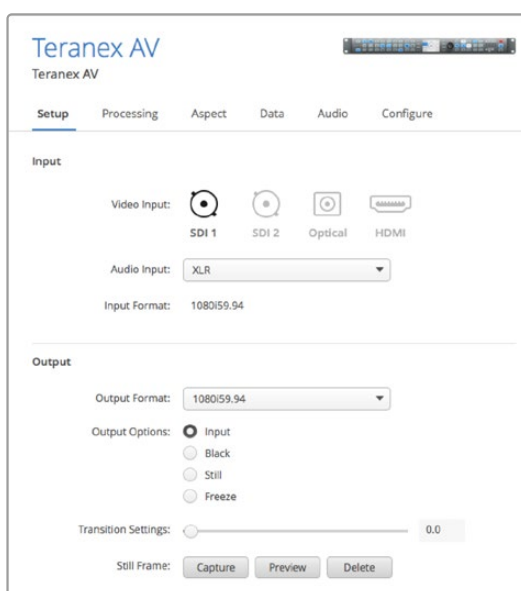 Teranex AV
Teranex AV
Setup Processing Aspect Data Audio Configure
Input
Video Input:
SDI 1 SDI 2 Optical HDMI
Audio Input: XLR
Input Format: 1080i59.94
Output
Output Format: 1080i59.94
Output Options: Input
Black
Still
Freeze
Transition Settings: 0.0
Still Frame: Capture Preview Delete